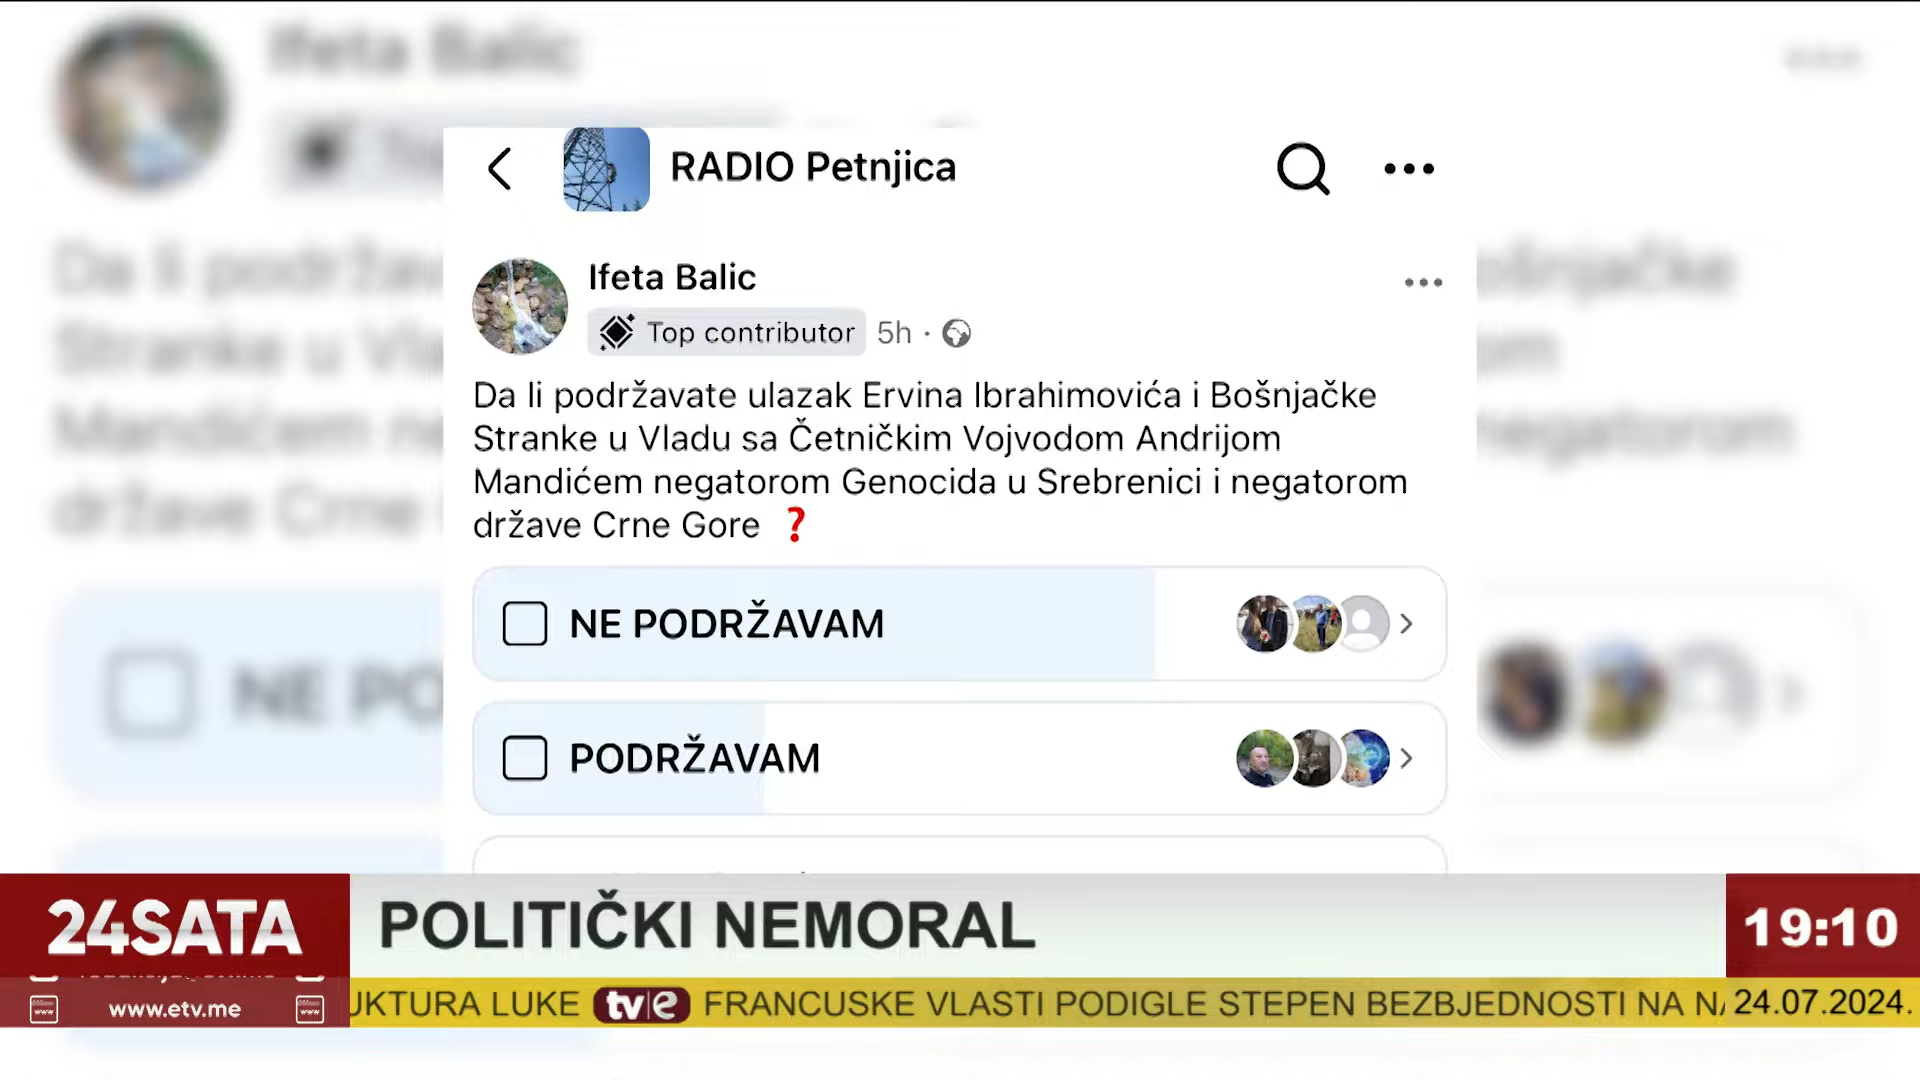 RADIO Petnjica
Ifeta Balic
Top contributor 5h ·
Da li podržavate ulazak Ervina Ibrahimovića i Bošnjačke
Stranke u Vladu sa Četničkim Vojvodom Andrijom
Mandićem negatorom Genocida u Srebrenici i negatorom
države Crne Gore ❓
NE PODRŽAVAM
PODRŽAVAM
24SATA
POLITIČKI NEMORAL
19:10
www.etv.me
UKTURA LUKE tv e FRANCUSKE VLASTI PODIGLE STEPEN BEZBJEDNOSTI NA
24.07.2024.